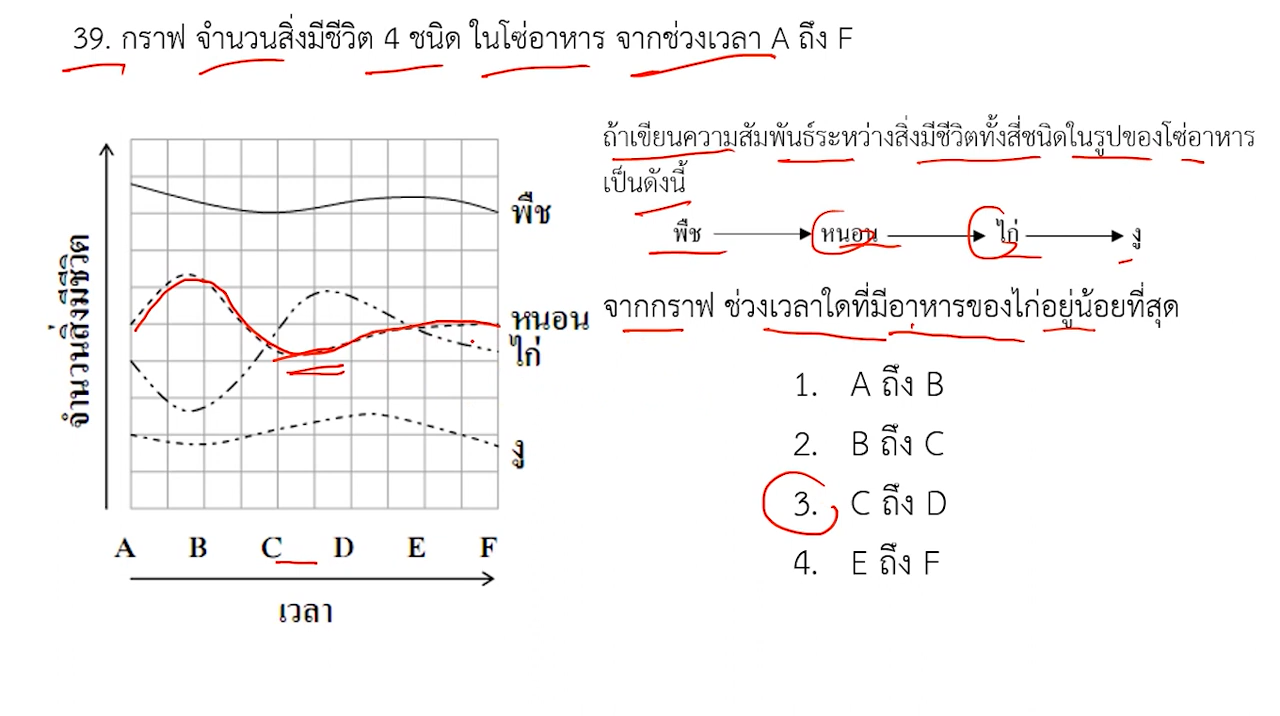 39. กราฟ จำนวนสิ่งมีชีวิต 4 ชนิด ในโซ่อาหาร จากช่วงเวลา A ถึง F
ถ้าเขียนความสัมพันธ์ระหว่างสิ่งมีชีวิตทั้งสี่ชนิดในรูปของโซ่อาหาร
เป็นดังนี้
พืช หนอน ไก่ งู
จากกราฟ ช่วงเวลาใดที่มีอาหารของไก่อยู่น้อยที่สุด
1. A ถึง B
2. B ถึง C
3. C ถึง D
4. E ถึง F
จำนวนสิ่งมีชีวิต
พืช
หนอน
ไก่
งู
A B C D E F
เวลา